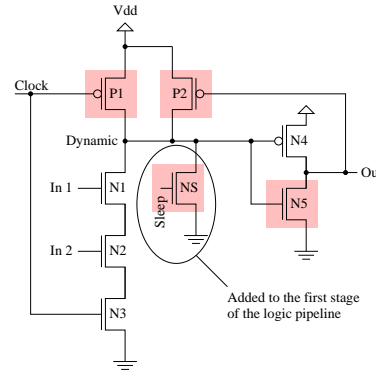 Vdd
Clock
P1
P2
Dynamic
N4
Out
In 1
N1
Sleep
NS
N5
In 2
N2
N3
Added to the first stage
of the logic pipeline